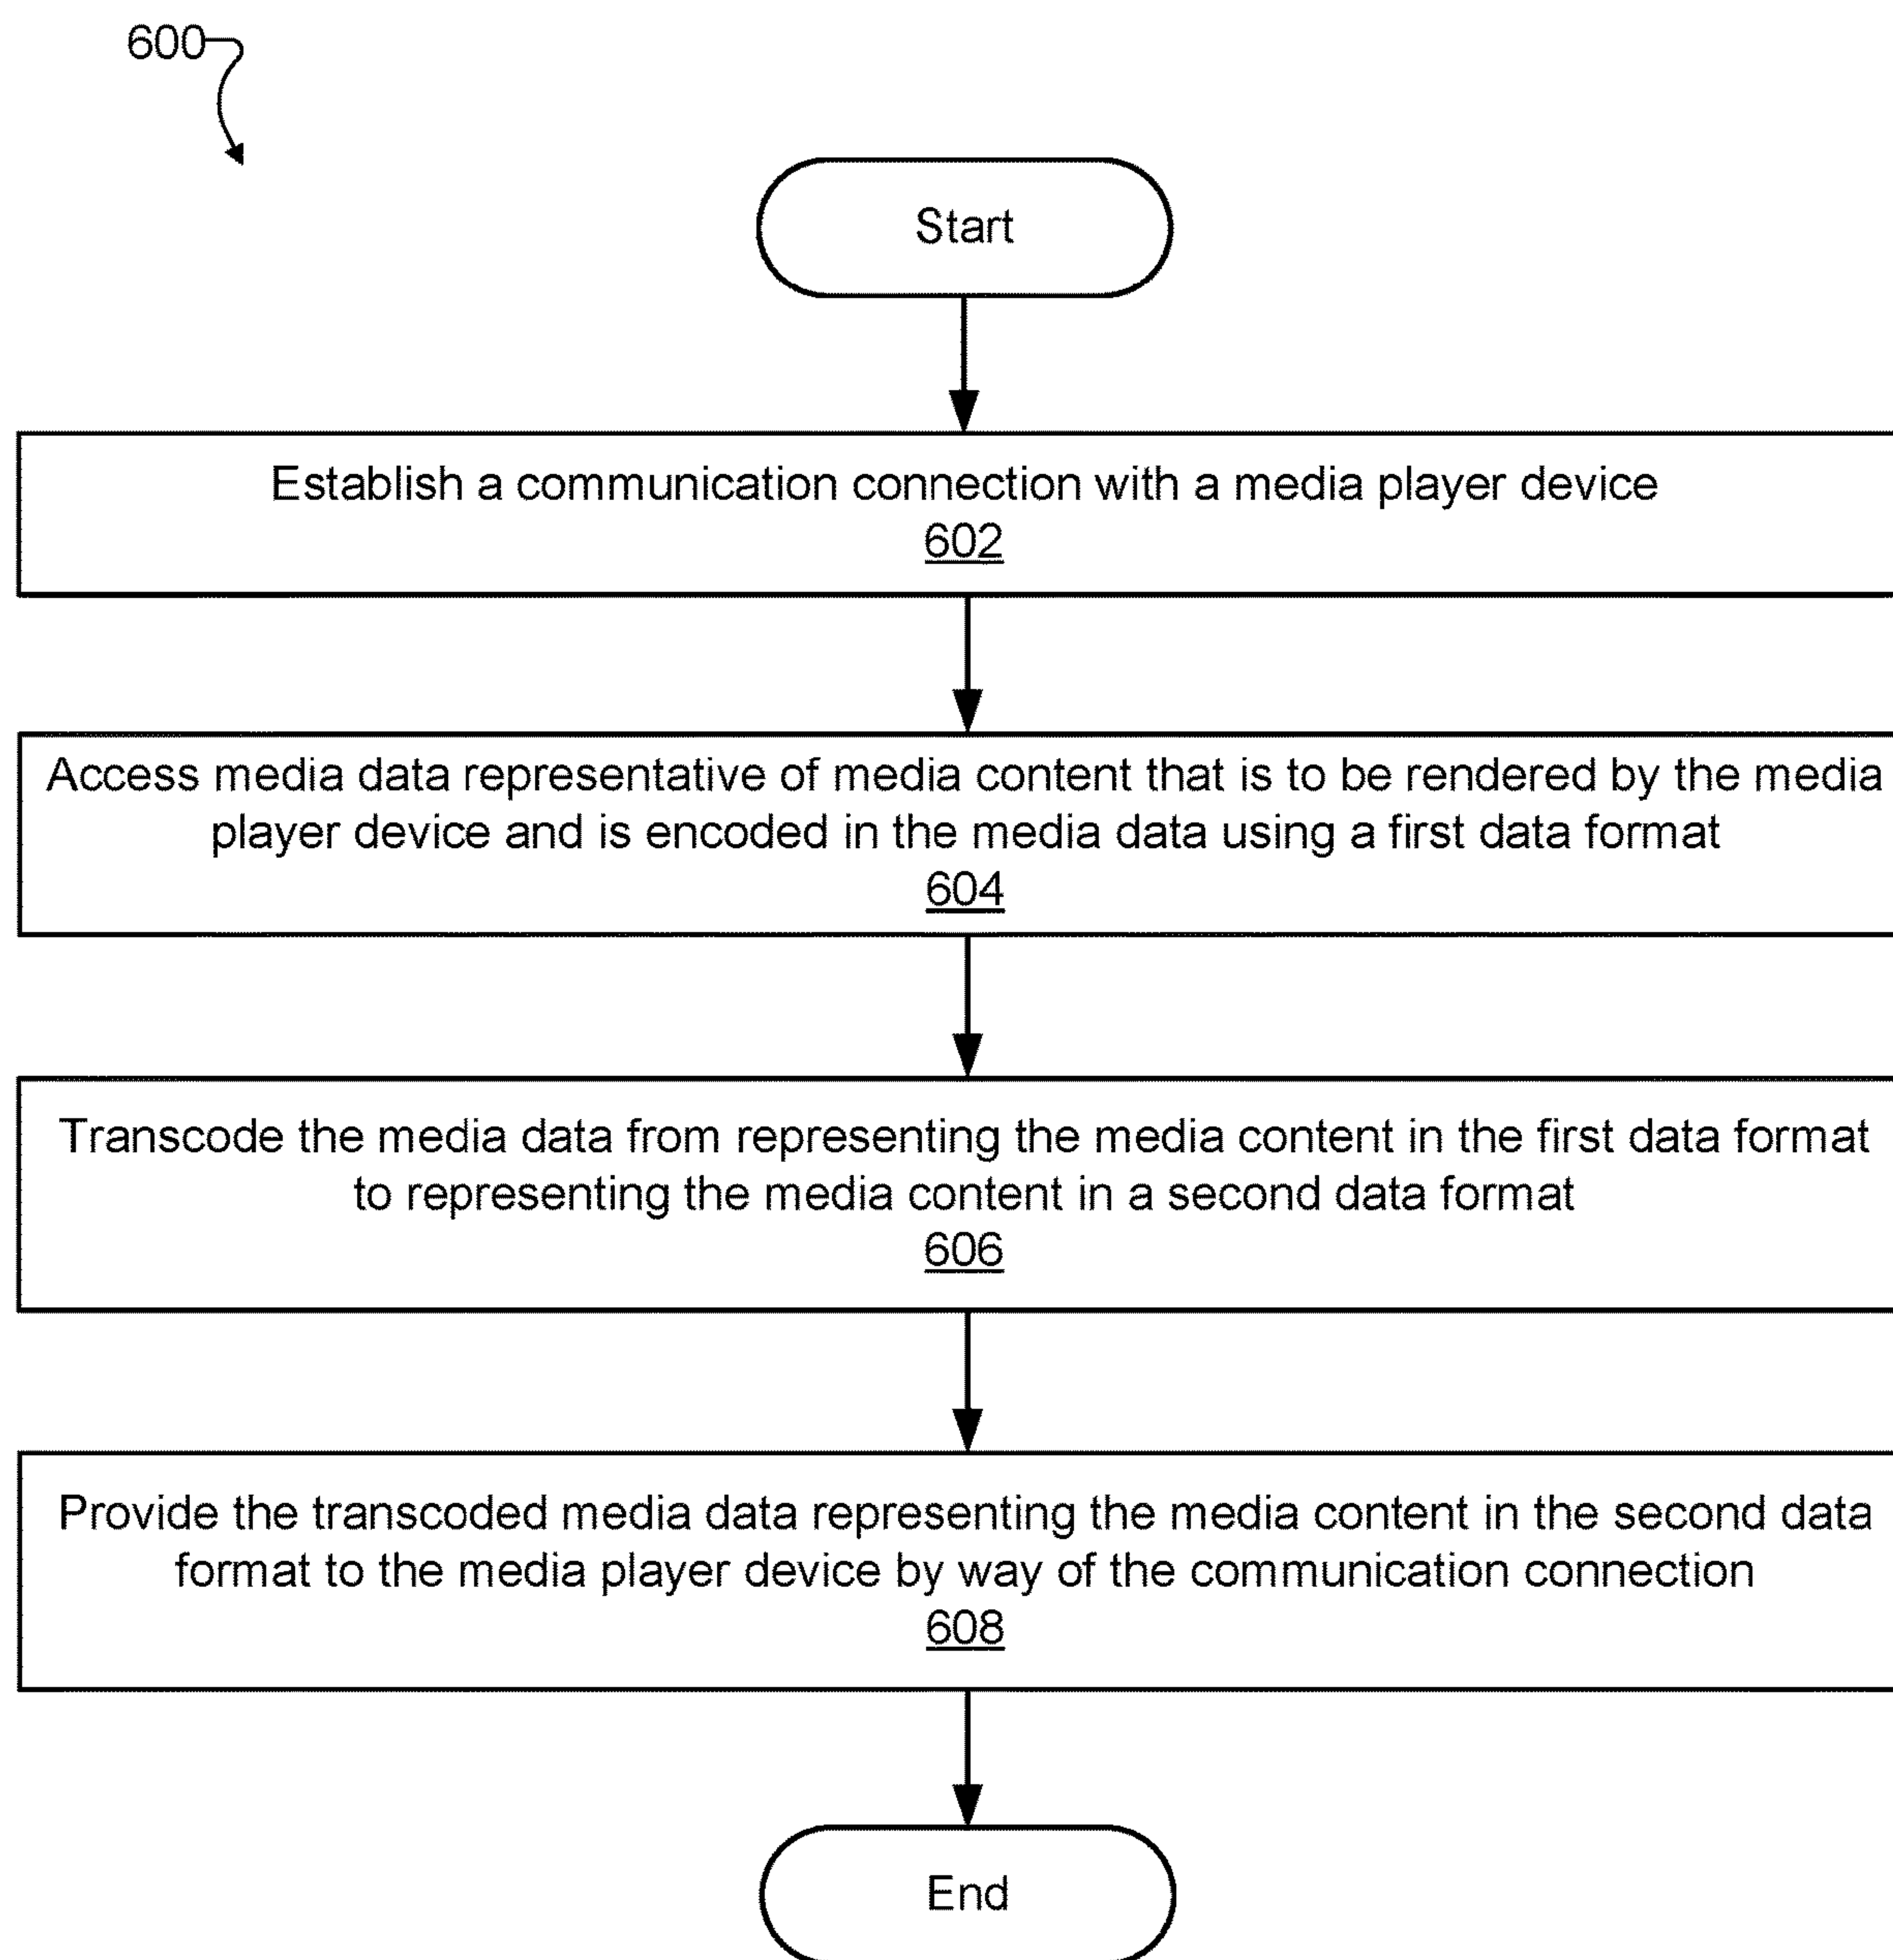 600
Start
Establish a communication connection with a media player device
602
Access media data representative of media content that is to be rendered by the media
player device and is encoded in the media data using a first data format
604
Transcode the media data from representing the media content in the first data format
to representing the media content in a second data format
606
Provide the transcoded media data representing the media content in the second data
format to the media player device by way of the communication connection
608
End